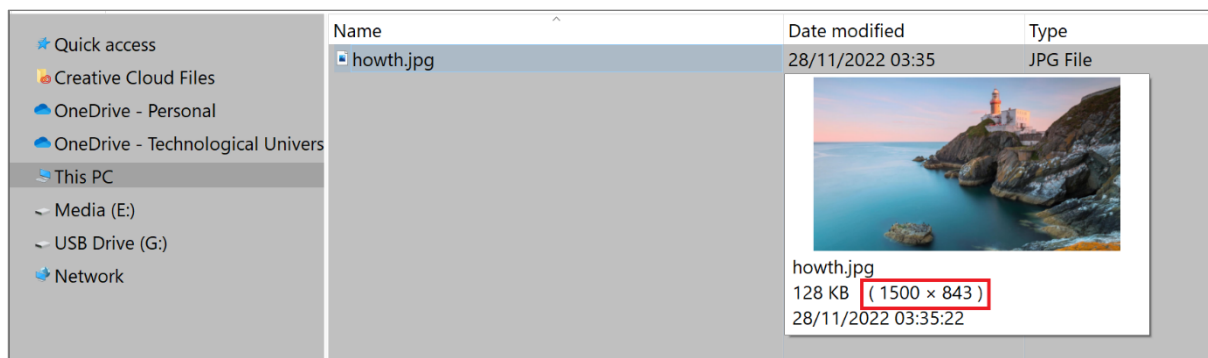 Quick access
Creative Cloud Files
OneDrive - Personal
OneDrive - Technological Univers
This PC
Media (E:)
USB Drive (G:)
Network
Name Date modified Type
howth.jpg 28/11/2022 03:35 JPG File
howth.jpg
128 KB ( 1500 × 843 )
28/11/2022 03:35:22